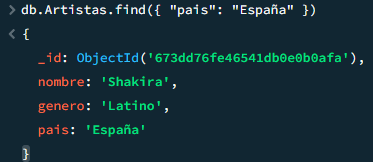 > db.Artistas.find({ "pais": "España" })
< {
_id: ObjectId('673dd76fe46541db0e0b0afa'),
nombre: 'Shakira',
genero: 'Latino',
pais: 'España'
}